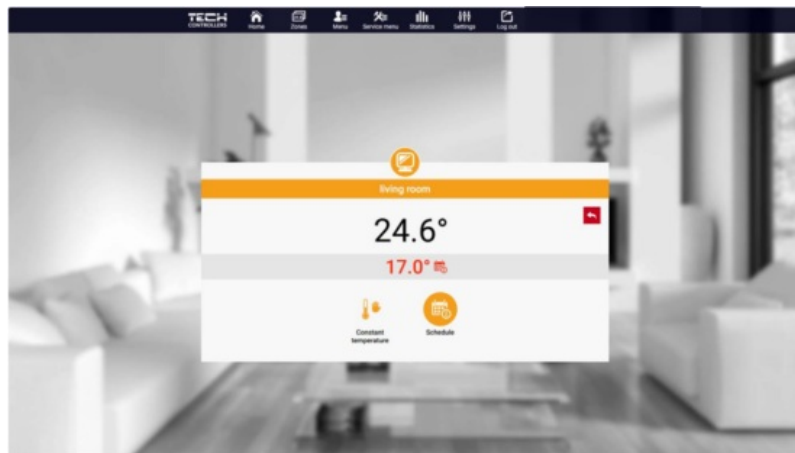 TECH
CONTROLLERS
Home
Zones
Menu
Service menu
Statistics
Settings
Log out
living room
24.6°
17.0°
Constant
temperature
Schedule